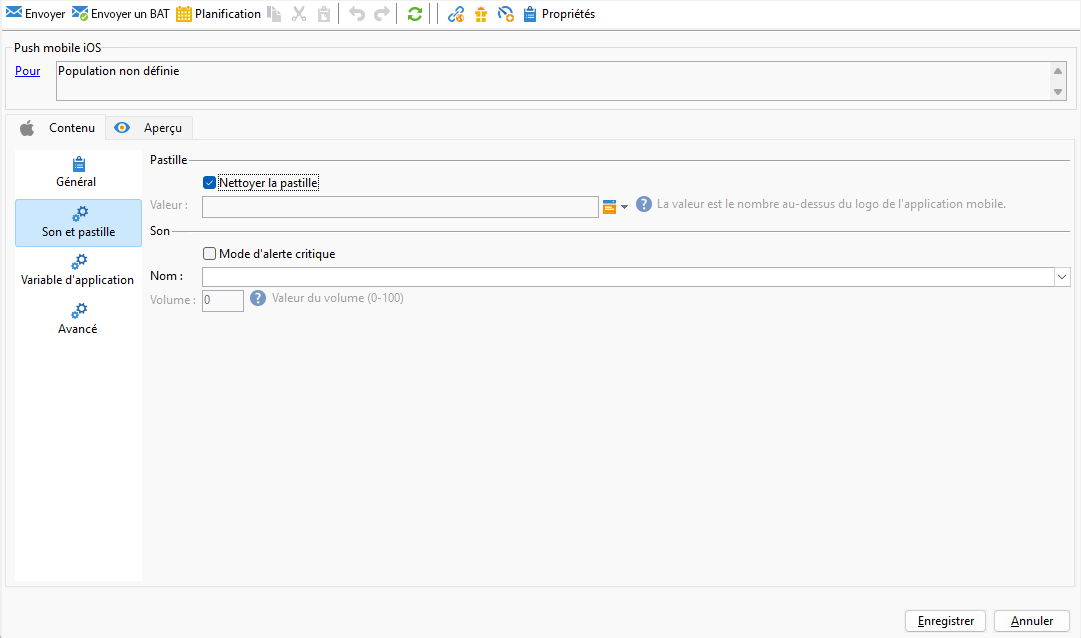 Envoyer Envoyer un BAT Planification Propriétés
Push mobile iOS
Pour Population non définie
Contenu Aperçu
Général
Son et pastille
Variable d'application
Avancé
Pastille
Nettoyer la pastille
Valeur : ? La valeur est le nombre au-dessus du logo de l'application mobile.
Son
Mode d'alerte critique
Nom :
Volume : 0 ? Valeur du volume (0-100)
Enregistrer Annuler